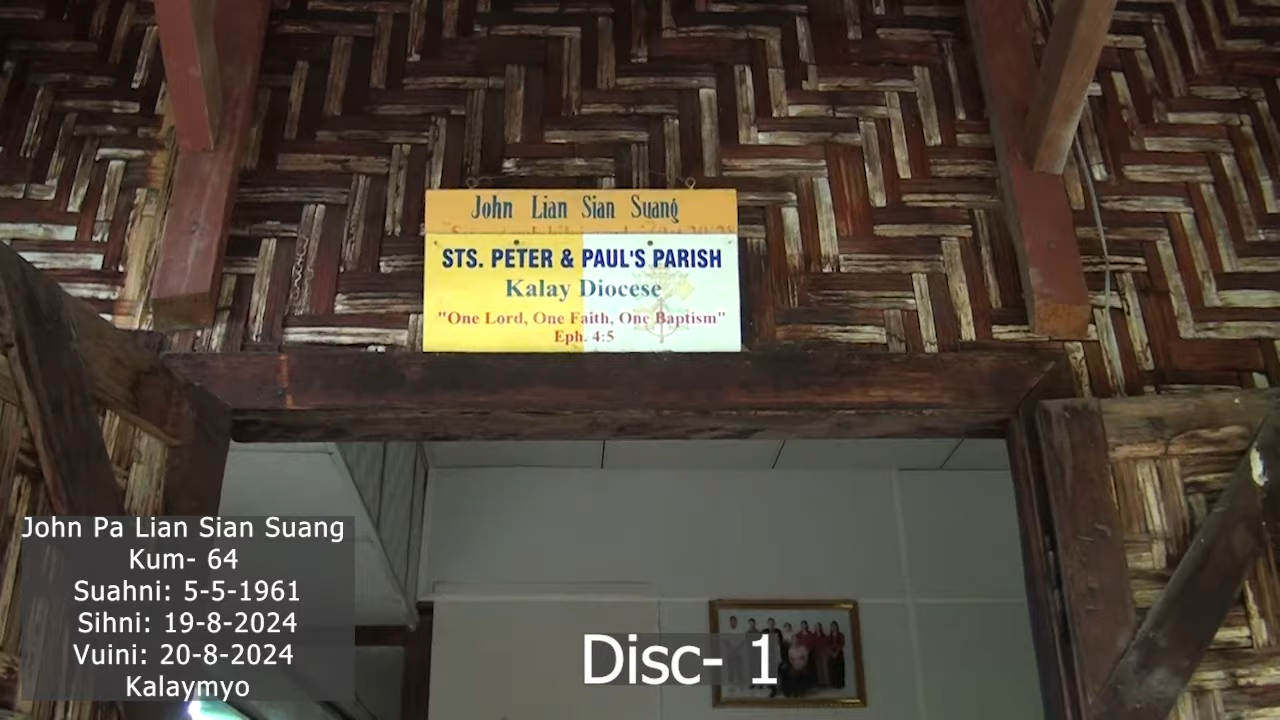 John Lian Sian Suang
STS. PETER & PAUL'S PARISH
Kalay Diocese
"One Lord, One Faith, One Baptism"
Eph. 4:5
John Pa Lian Sian Suang
Kum- 64
Suahni: 5-5-1961
Sihni: 19-8-2024
Vuini: 20-8-2024
Kalaymyo
Disc- 1